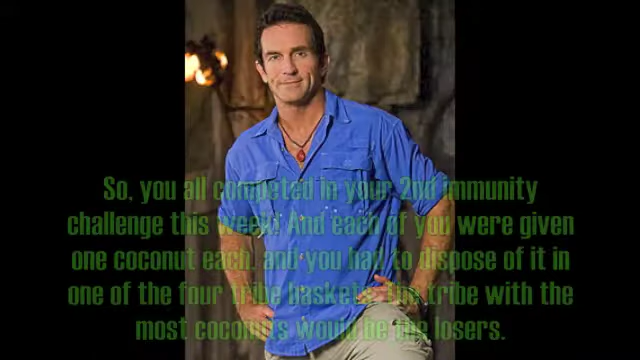 So, you all competed in your 2nd immunity
challenge this week! And each of you were given
one coconut each, and you had to dispose of it in
one of the four tribe baskets. The tribe with the
most coconuts would be the losers.